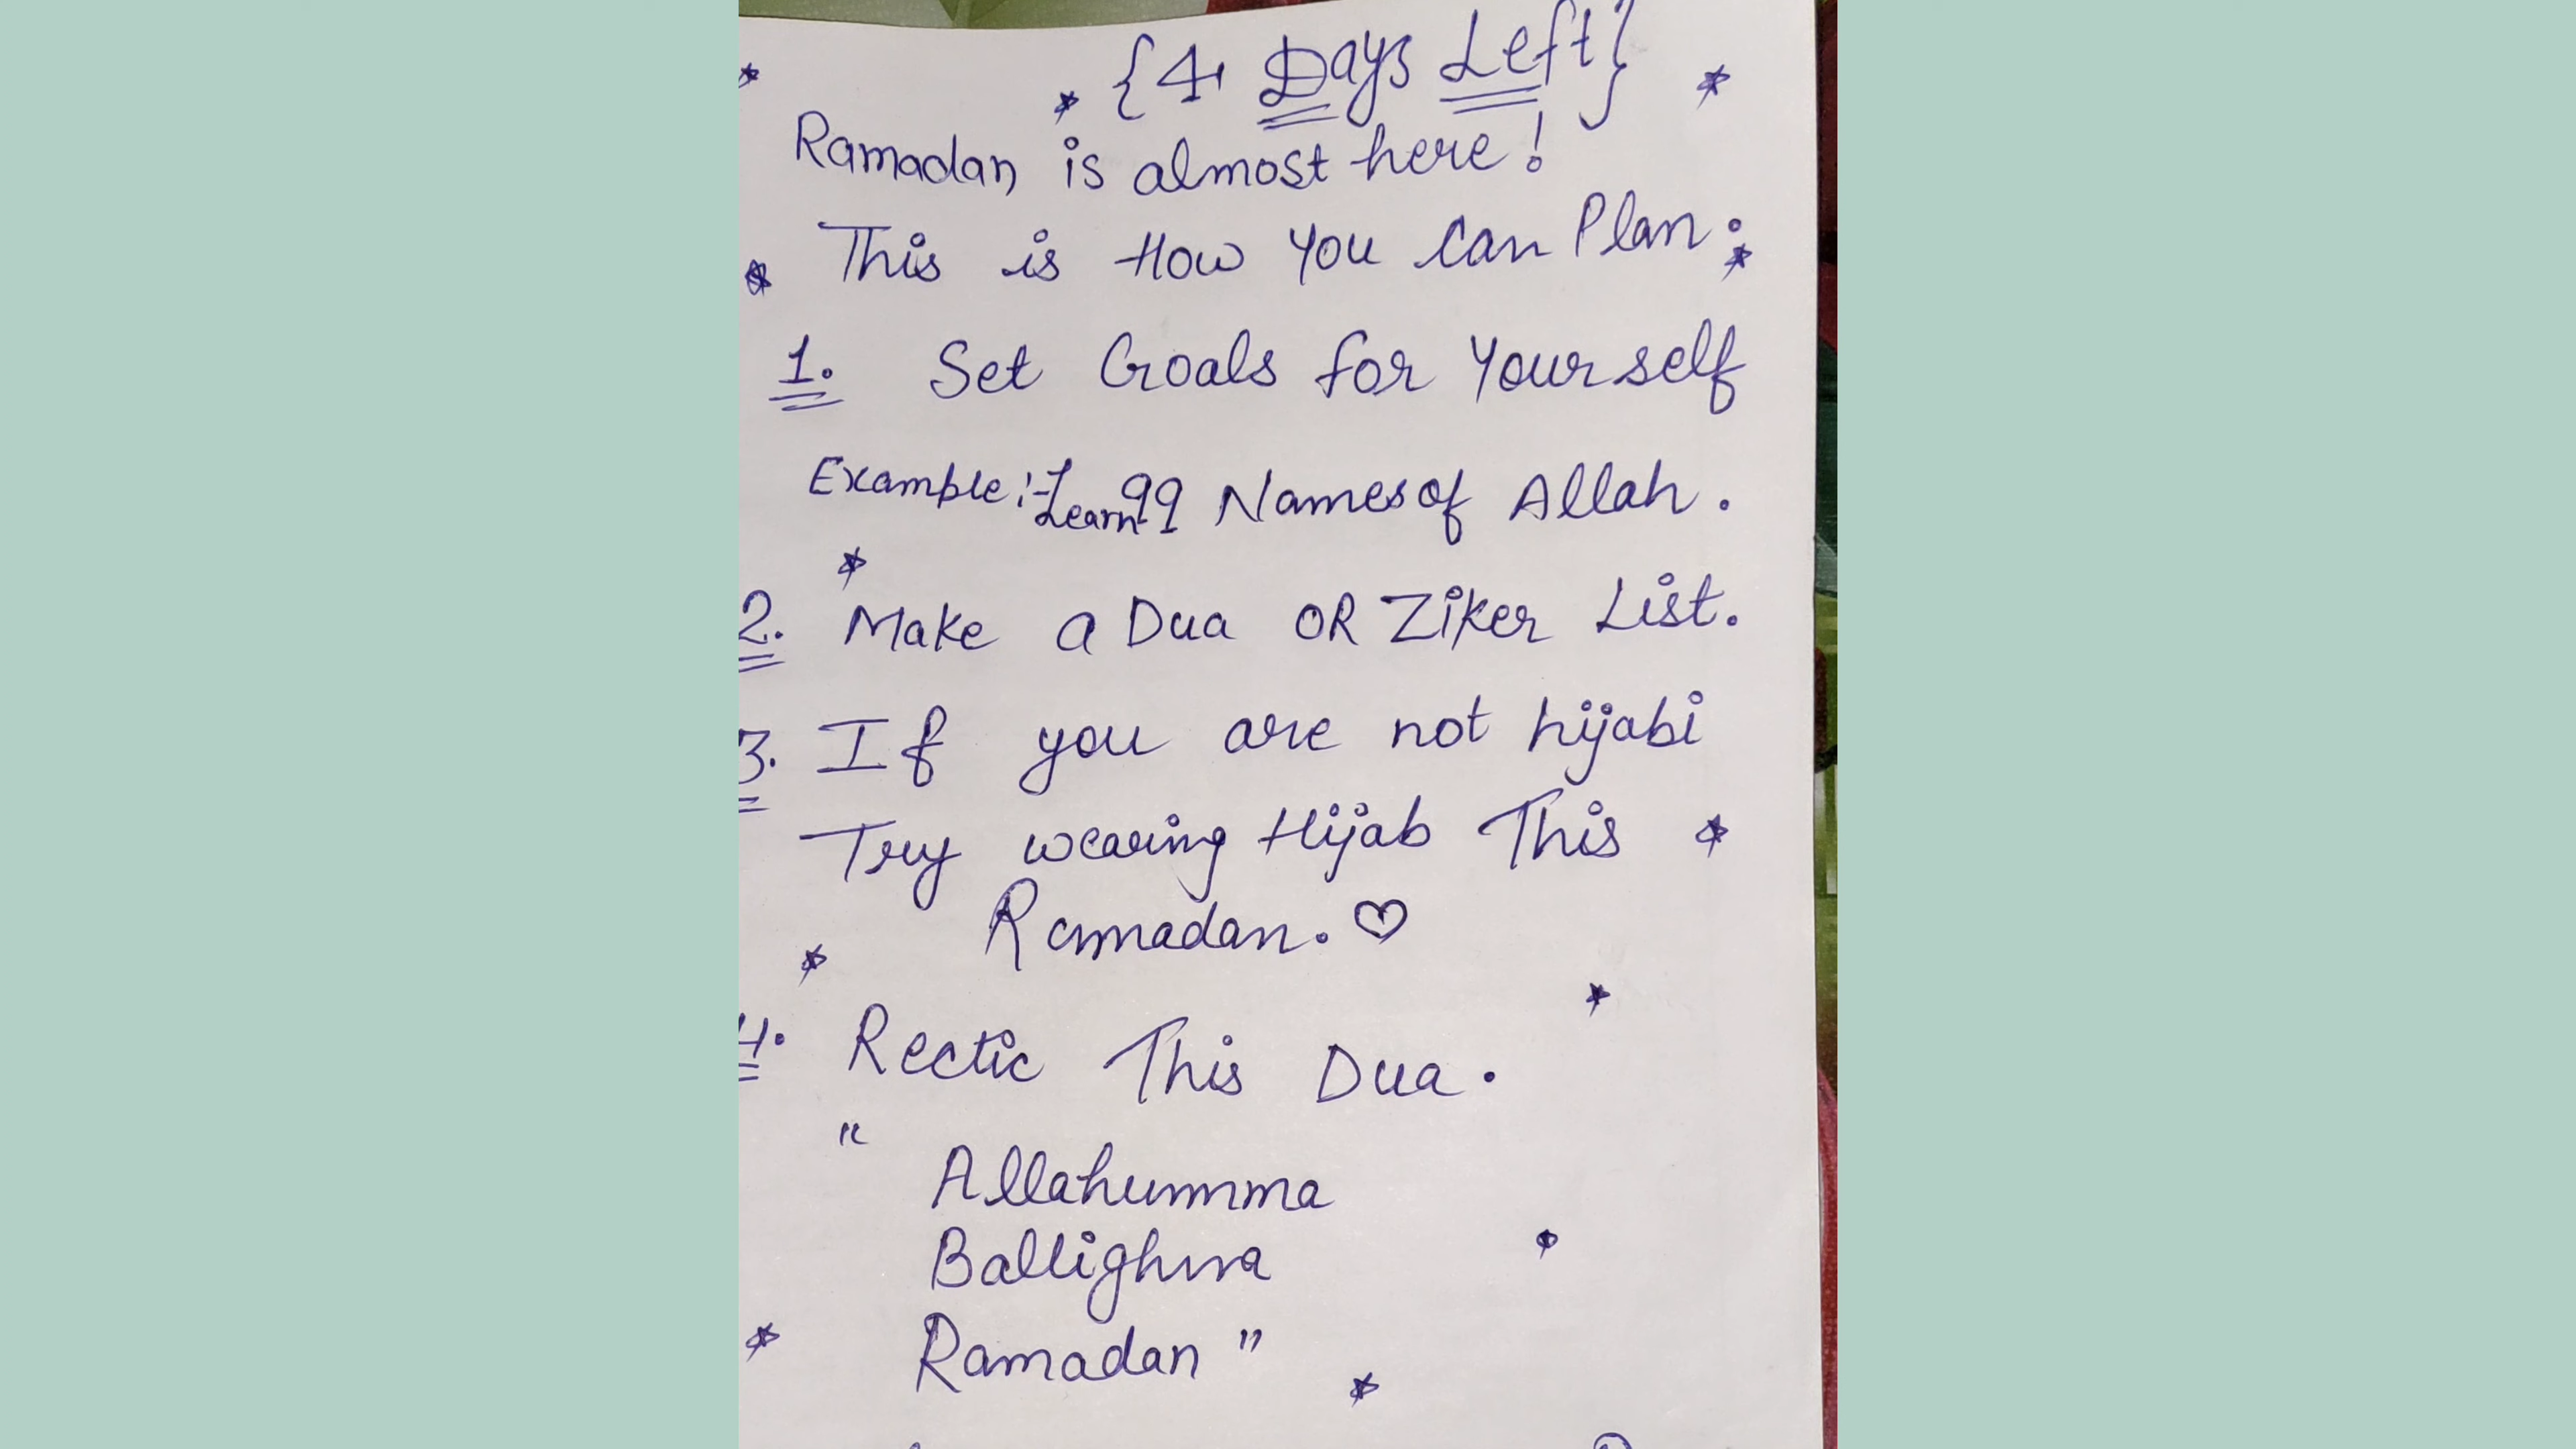 {4 Days Left}
Ramadan is almost here!
This is How You Can Plan:
1. Set Goals for Yourself
Example:- Learn 99 Names of Allah.
2. Make a Dua OR Ziker List.
3. If you are not hijabi
Try wearing Hijab This
Ramadan. ♡
4. Rectic This Dua.
"Allahummma
Ballighna
Ramadan"